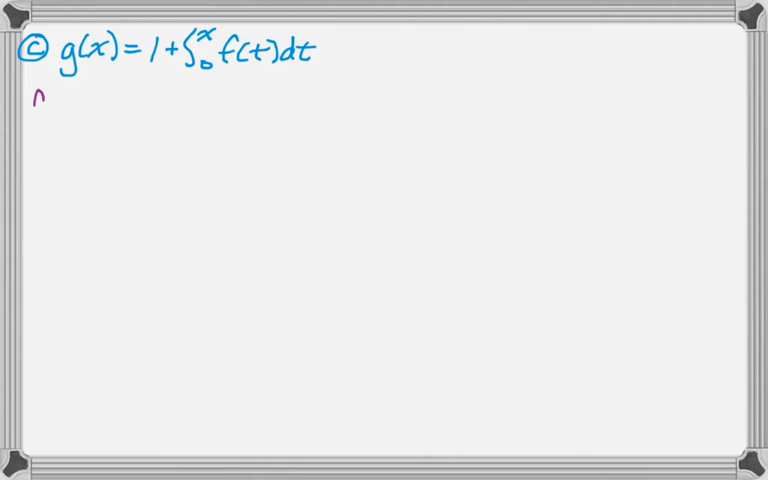 © g(x) = 1 + ∫₀ˣ f(t)dt